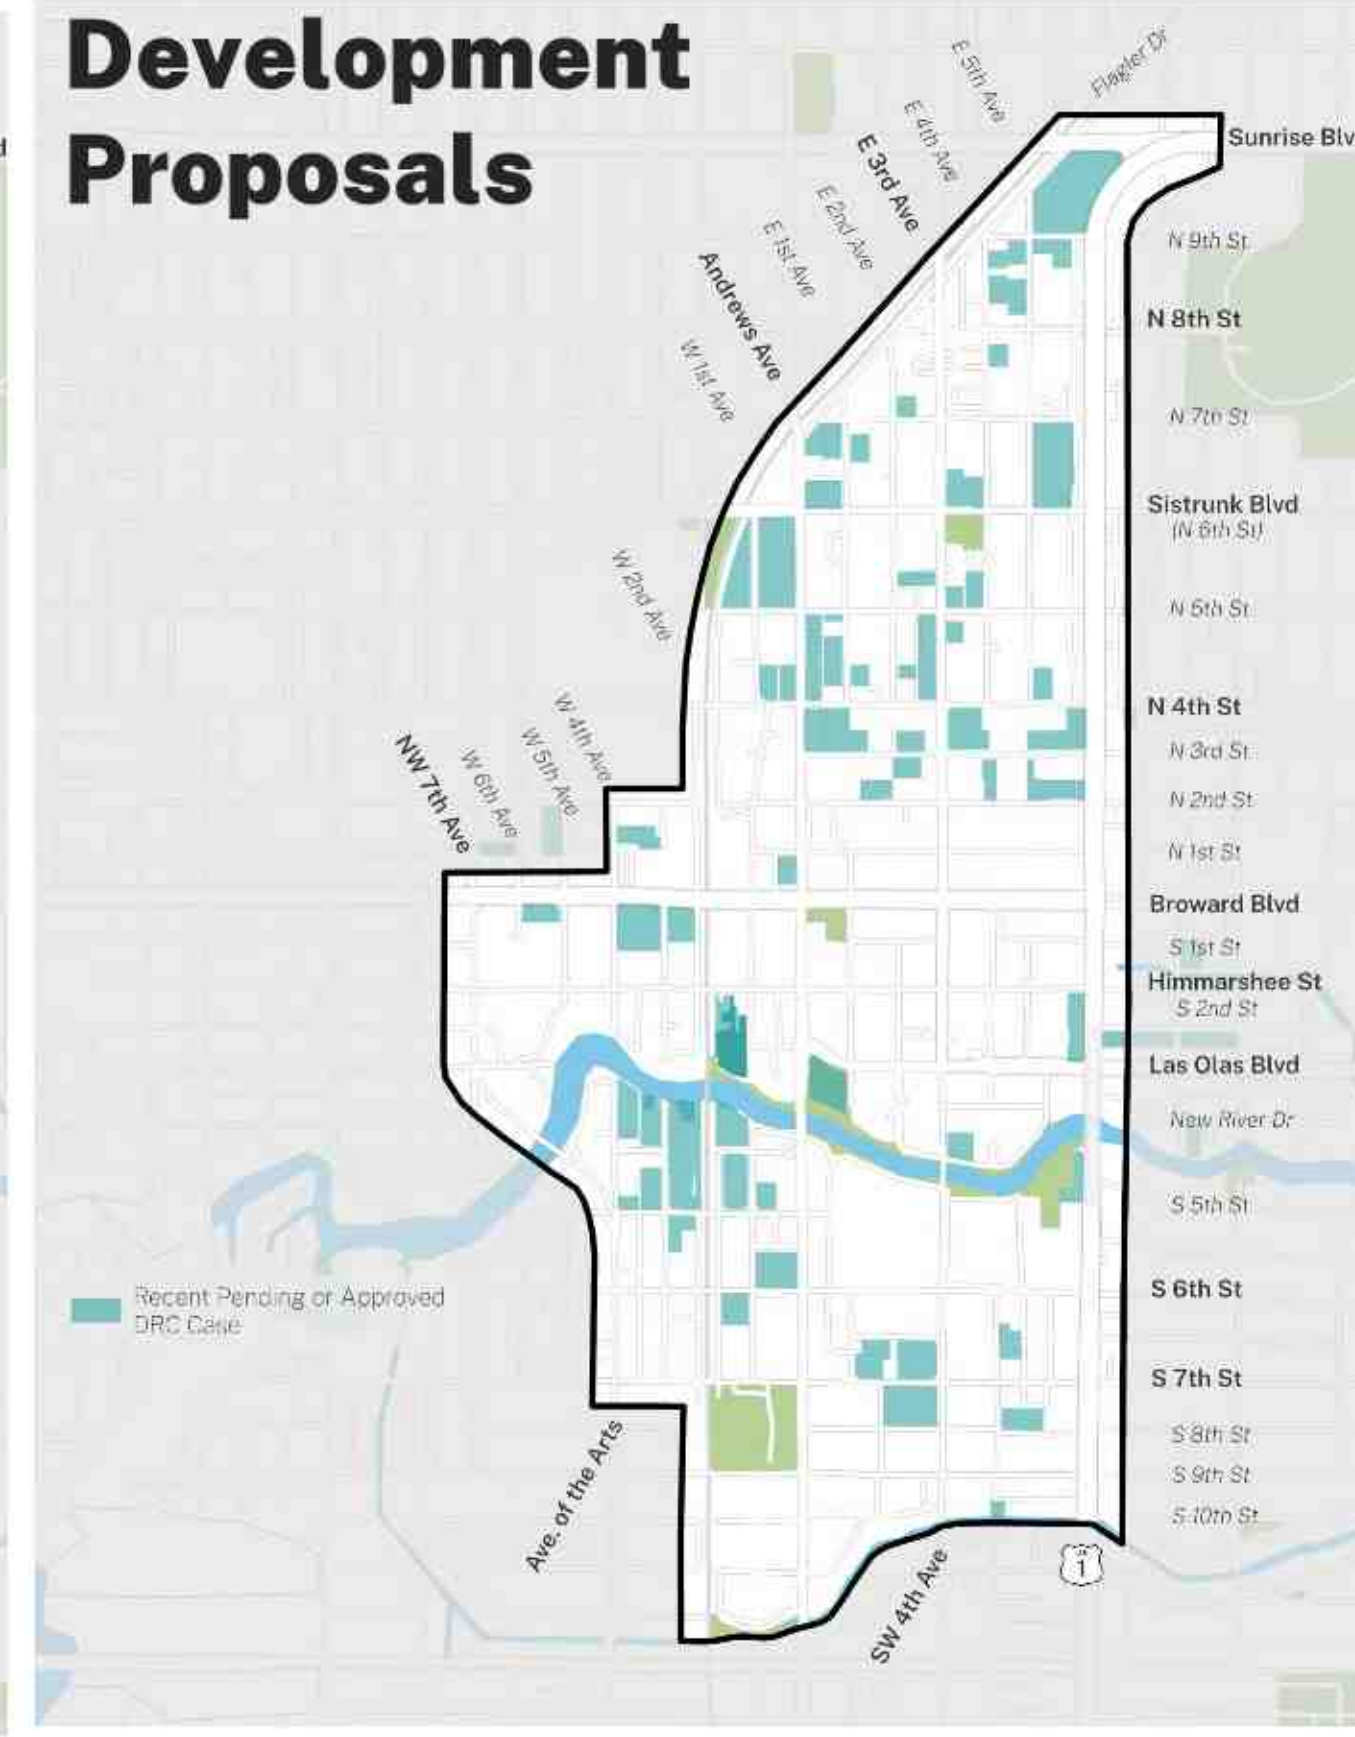 Development
Proposals
Flagler Dr
E 5th Ave
E 4th Ave
E 3rd Ave
E 2nd Ave
E 1st Ave
Andrews Ave
W 1st Ave
W 2nd Ave
W 4th Ave
W 5th Ave
W 6th Ave
NW 7th Ave
Sunrise Blv
N 9th St
N 8th St
N 7th St
Sistrunk Blvd
(N 6th St)
N 5th St
N 4th St
N 3rd St
N 2nd St
N 1st St
Broward Blvd
S 1st St
Himmarshee St
S 2nd St
Las Olas Blvd
New River Dr
S 5th St
S 6th St
S 7th St
S 8th St
S 9th St
S 10th St
Recent Pending or Approved
DRC Case
Ave. of the Arts
SW 4th Ave
1